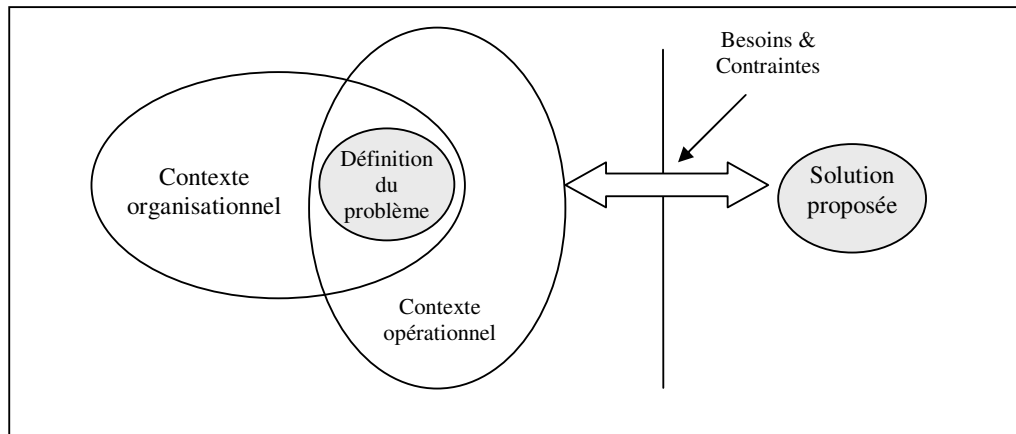 Besoins &
Contraintes
Définition
du
problème
Contexte
organisationnel
Solution
proposée
Contexte
opérationnel